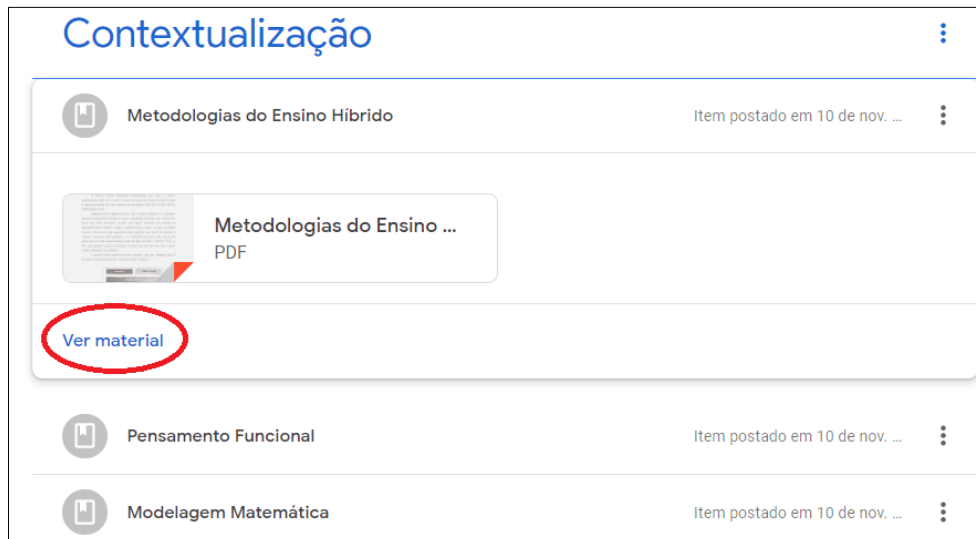 Contextualização
Metodologias do Ensino Híbrido
Item postado em 10 de nov. ...
Metodologias do Ensino ...
PDF
Ver material
Pensamento Funcional
Item postado em 10 de nov. ...
Modelagem Matemática
Item postado em 10 de nov. ...